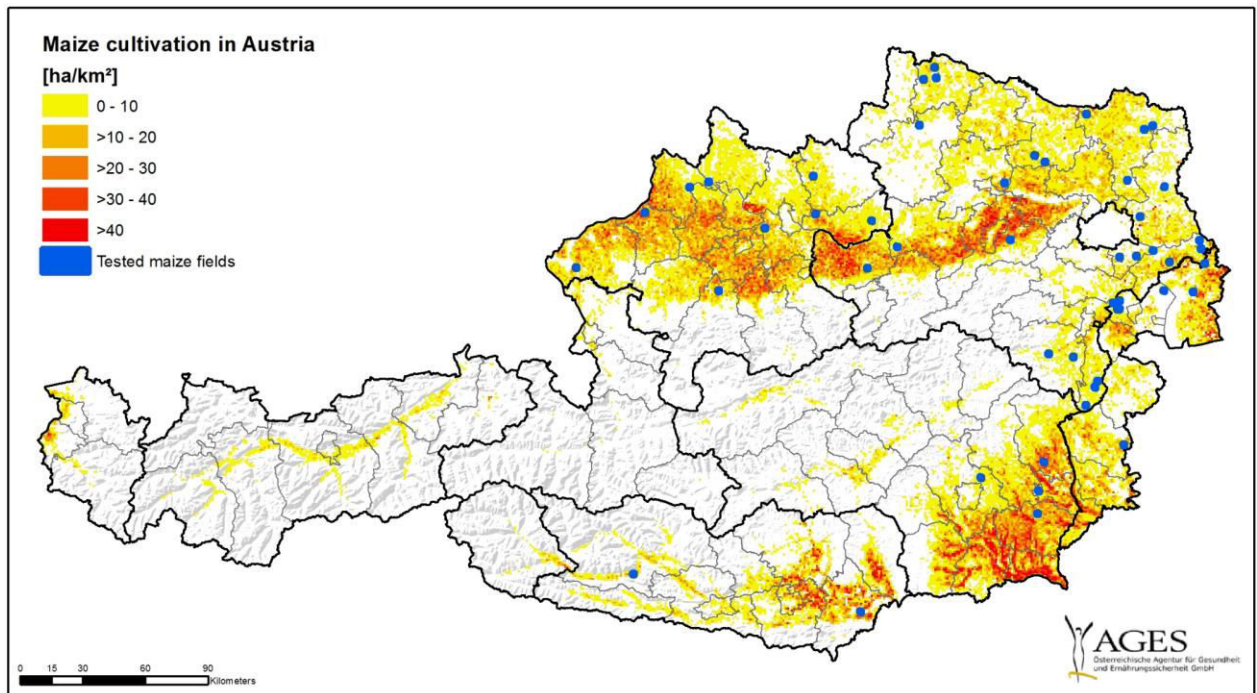 Maize cultivation in Austria
[ha/km²]
0 - 10
>10 - 20
>20 - 30
>30 - 40
>40
Tested maize fields
0 15 30 60 90
Kilometers
AGES
Österreichische Agentur für Gesundheit
und Ernährungssicherheit GmbH